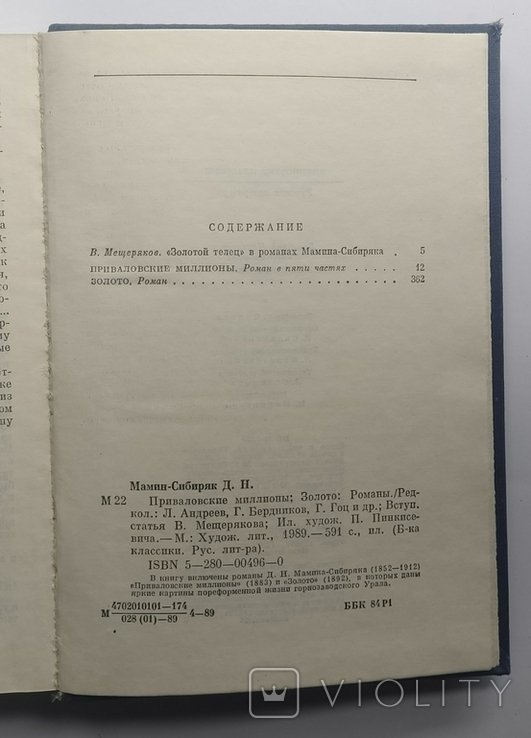 СОДЕРЖАНИЕ
В. Мещеряков. «Золотой телец» в романах Мамина-Сибиряка . 5
ПРИВАЛОВСКИЕ МИЛЛИОНЫ. Роман в пяти частях . . . . . 12
ЗОЛОТО. Роман . . . . . . . . . . . . . . . . . . . . 362
Мамин-Сибиряк Д. Н.
М 22 Приваловские миллионы; Золото: Романы./Ред-
кол.: Л. Андреев, Г. Бердников, Г. Гоц и др.; Вступ.
статья В. Мещерякова; Ил. худож. П. Пинкисе-
вича.— М.: Худож. лит., 1989.— 591 с., ил. (Б-ка
классики. Рус. лит-ра).
ISBN 5—280—00496—0
В книгу включены романы Д. Н. Мамина-Сибиряка (1852—1912)
«Приваловские миллионы» (1883) и «Золото» (1892), в которых даны
яркие картины пореформенной жизни горнозаводского Урала.
М 4702010101—174
028 (01)—89 4—89 ББК 84Р1
VIOLITY